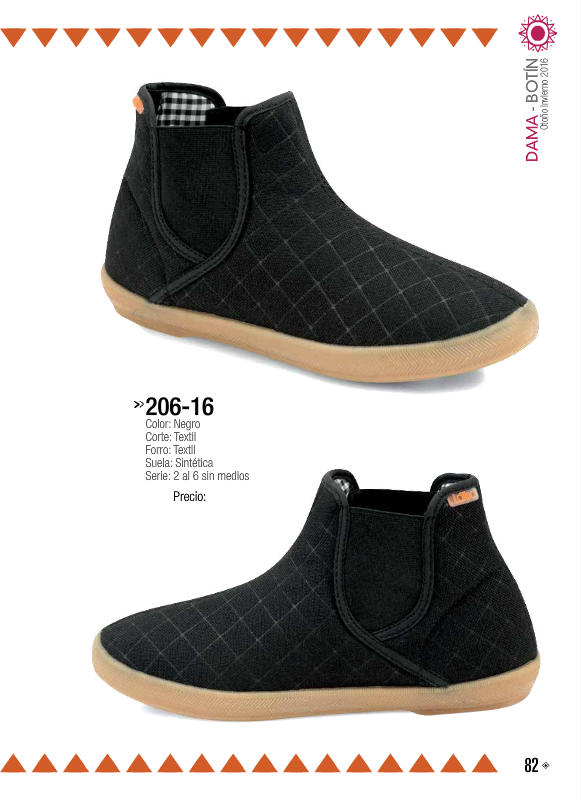 DAMA - BOTÍN
Otoño Invierno 2016
206-16
Color: Negro
Corte: Textil
Forro: Textil
Suela: Sintética
Serie: 2 al 6 sin medios
Precio:
82